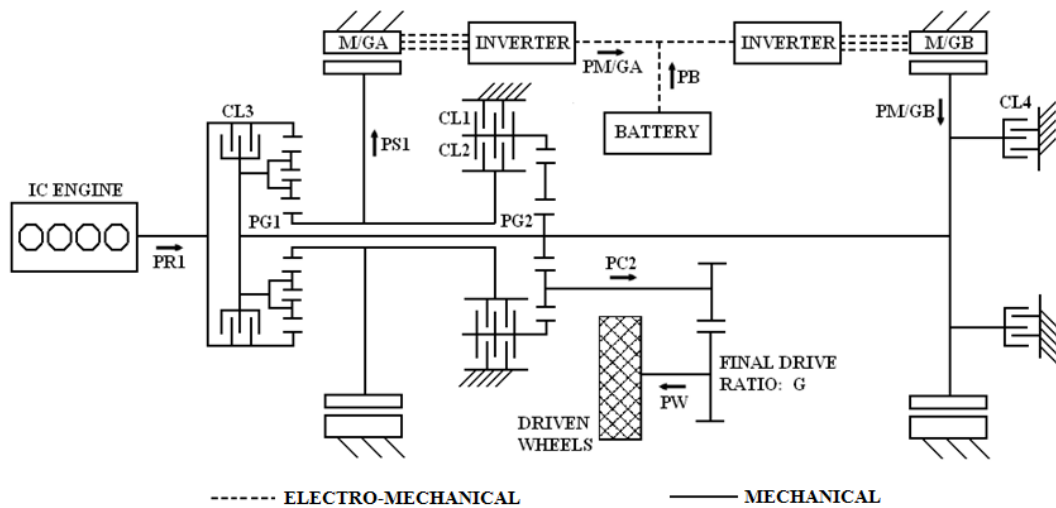 M/GA
INVERTER
INVERTER
M/GB
PM/GA
PB
CL3
CL1
CL2
PS1
BATTERY
PM/GB
CL4
IC ENGINE
PG1
PG2
PR1
PC2
FINAL DRIVE
RATIO: G
PW
DRIVEN
WHEELS
ELECTRO-MECHANICAL
MECHANICAL